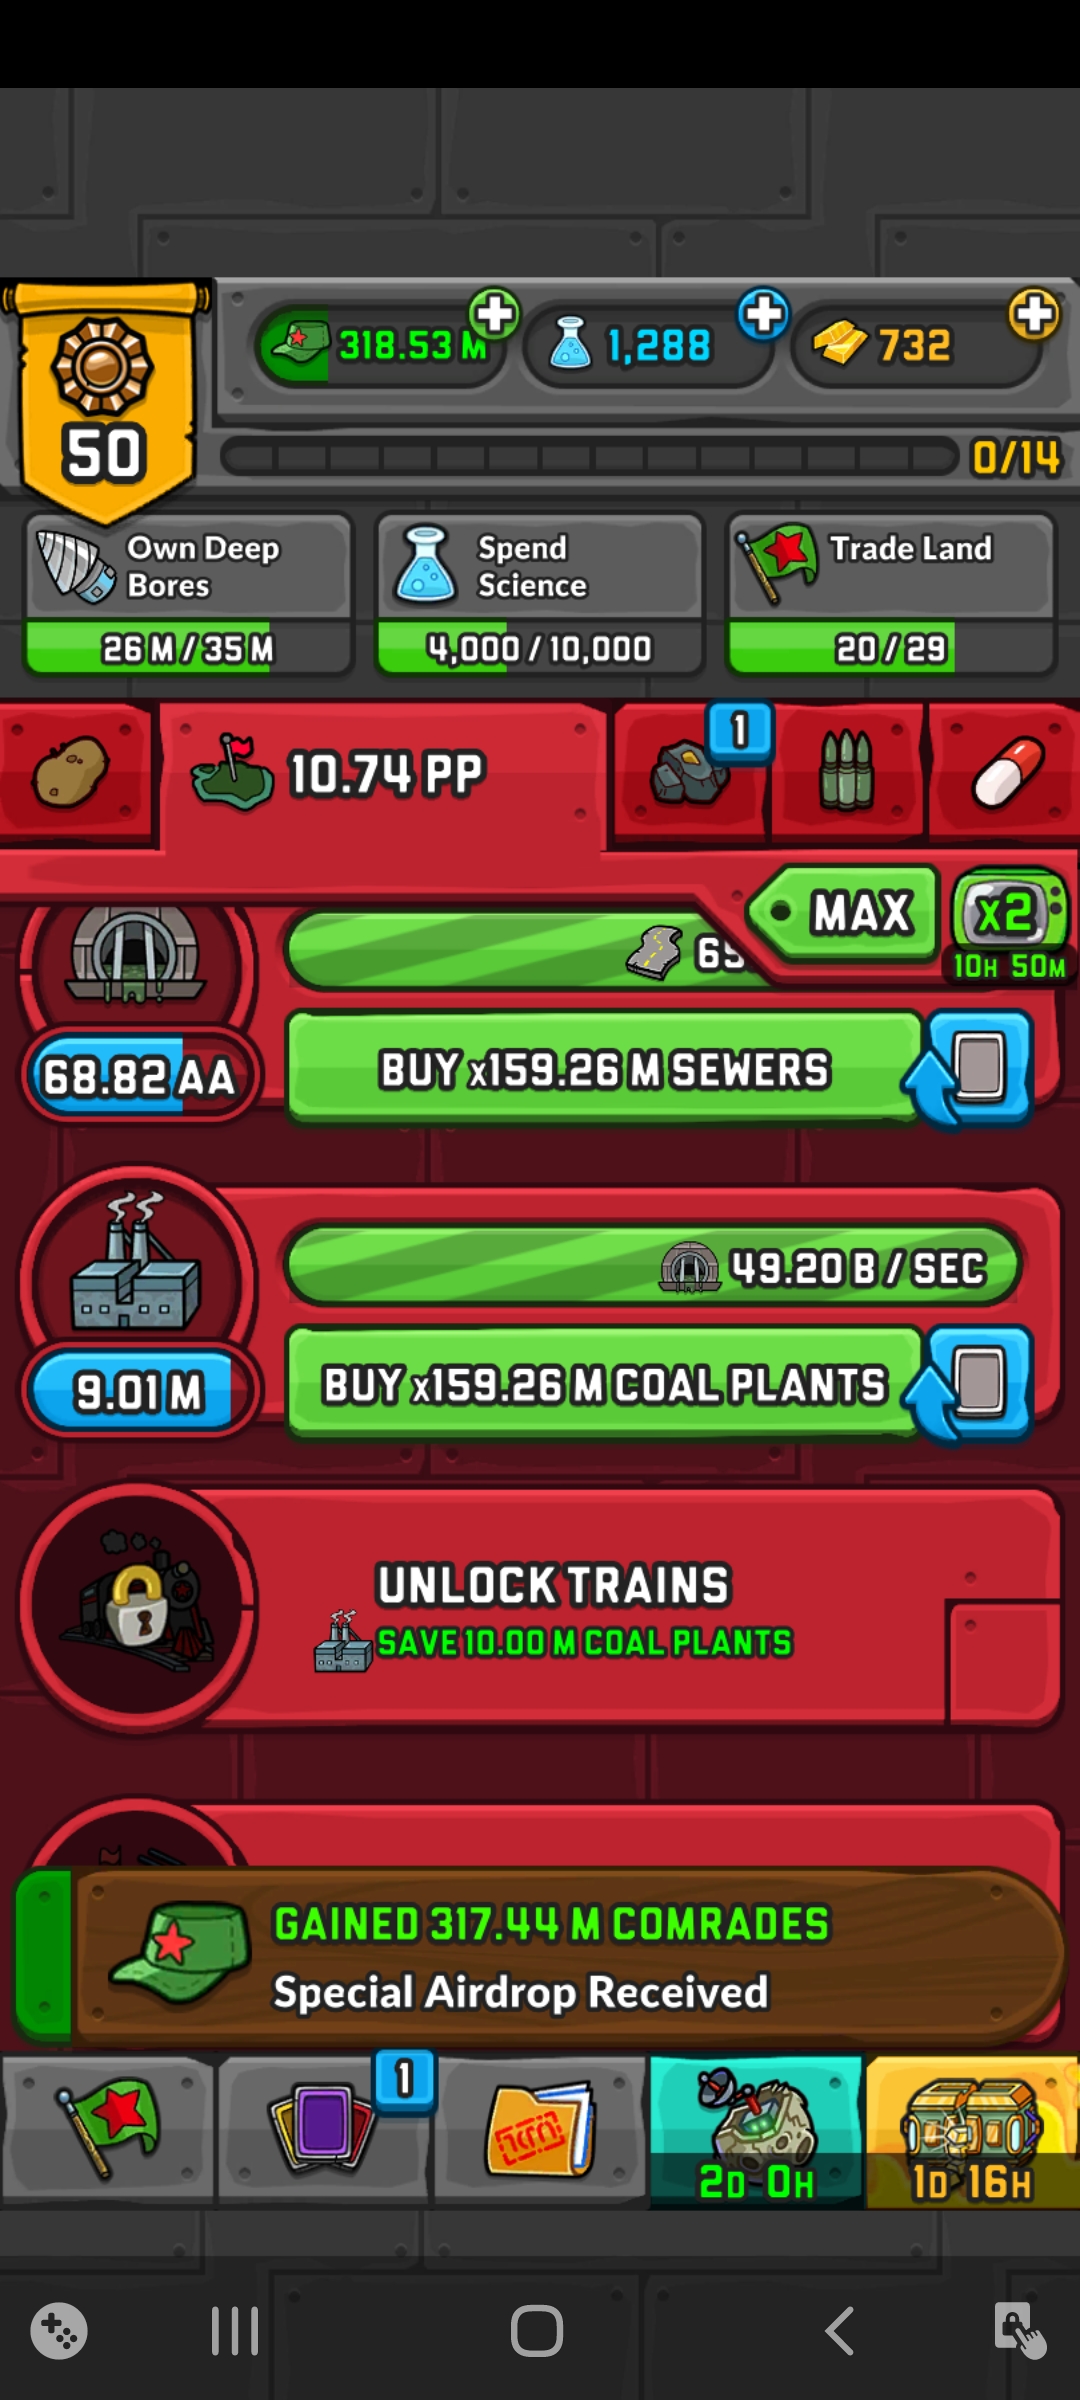 318.53 M
1,288
732
50
0/14
Own Deep
Bores
26 M / 35 M
Spend
Science
4,000 / 10,000
Trade Land
20 / 29
10.74 PP
1
MAX
x2
10H 50M
68.82 AA
BUY x159.26 M SEWERS
49.20 B / SEC
9.01 M
BUY x159.26 M COAL PLANTS
UNLOCK TRAINS
SAVE 10.00 M COAL PLANTS
GAINED 317.44 M COMRADES
Special Airdrop Received
1
2D 0H
1D 16H